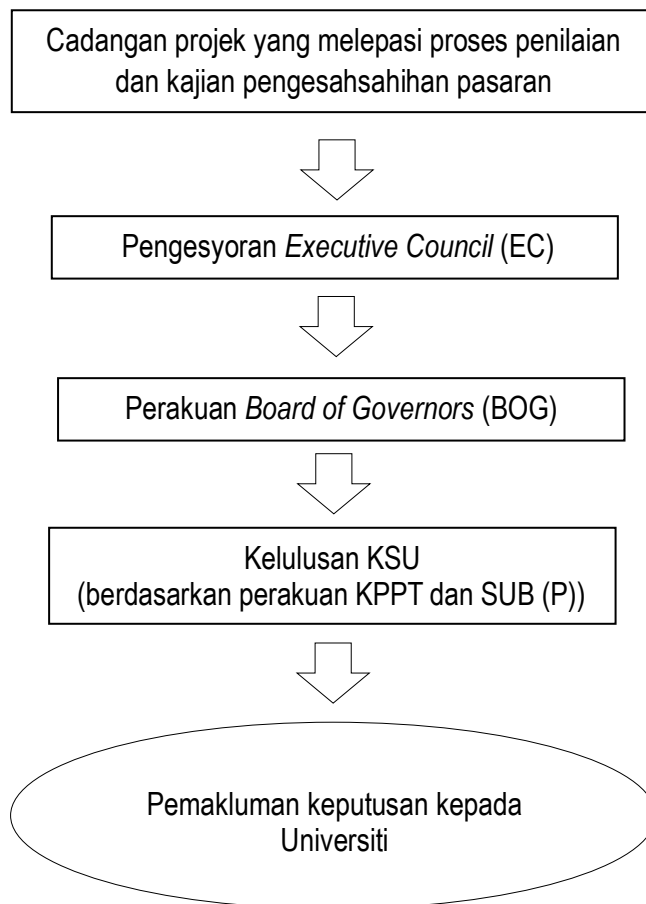 Cadangan projek yang melepasi proses penilaian
dan kajian pengesahsahihan pasaran
Pengesyoran Executive Council (EC)
Perakuan Board of Governors (BOG)
Kelulusan KSU
(berdasarkan perakuan KPPT dan SUB (P))
Pemakluman keputusan kepada
Universiti